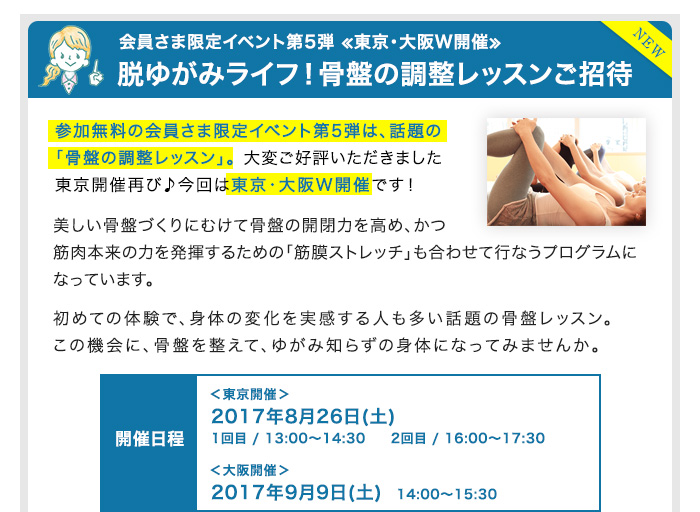 会員さま限定イベント第5弾 ≪東京・大阪W開催≫
脱ゆがみライフ！骨盤の調整レッスンご招待
NEW
参加無料の会員さま限定イベント第5弾は、話題の
「骨盤の調整レッスン」。大変ご好評いただきました
東京開催再び♪今回は東京・大阪W開催です！
美しい骨盤づくりにむけて骨盤の開閉力を高め、かつ
筋肉本来の力を発揮するための「筋膜ストレッチ」も合わせて行なうプログラムに
なっています。
初めての体験で、身体の変化を実感する人も多い話題の骨盤レッスン。
この機会に、骨盤を整えて、ゆがみ知らずの身体になってみませんか。
開催日程
＜東京開催＞
2017年8月26日(土)
1回目 / 13:00〜14:30 2回目 / 16:00〜17:30
＜大阪開催＞
2017年9月9日(土) 14:00〜15:30